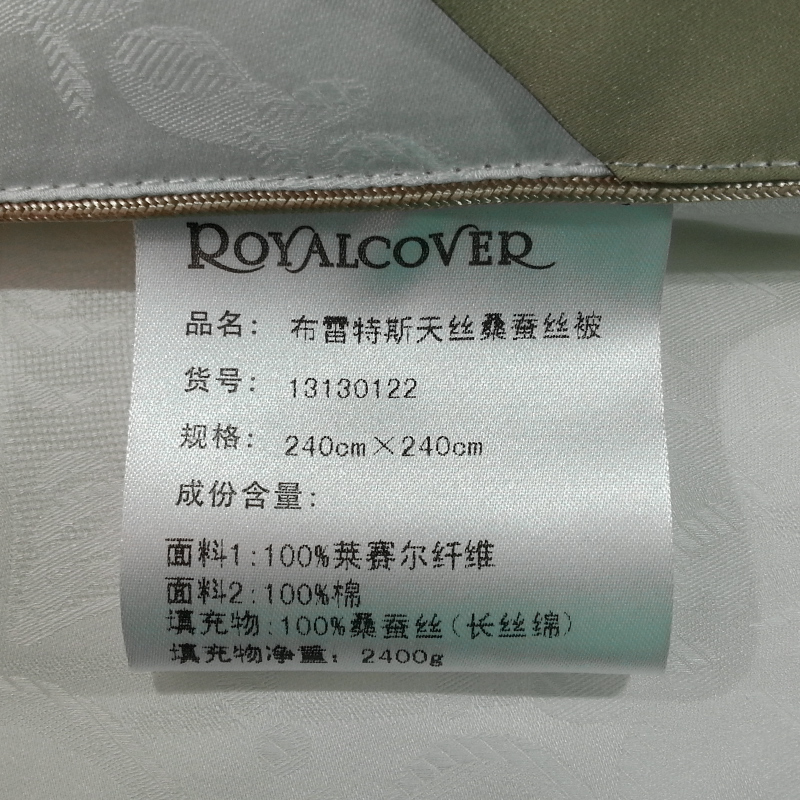 ROYALCOVER
品名： 布雷特斯天丝桑蚕丝被
货号： 13130122
规格： 240cm×240cm
成份含量：
面料1:100%莱赛尔纤维
面料2:100%棉
填充物:100%桑蚕丝(长丝绵)
填充物净重: 2400g